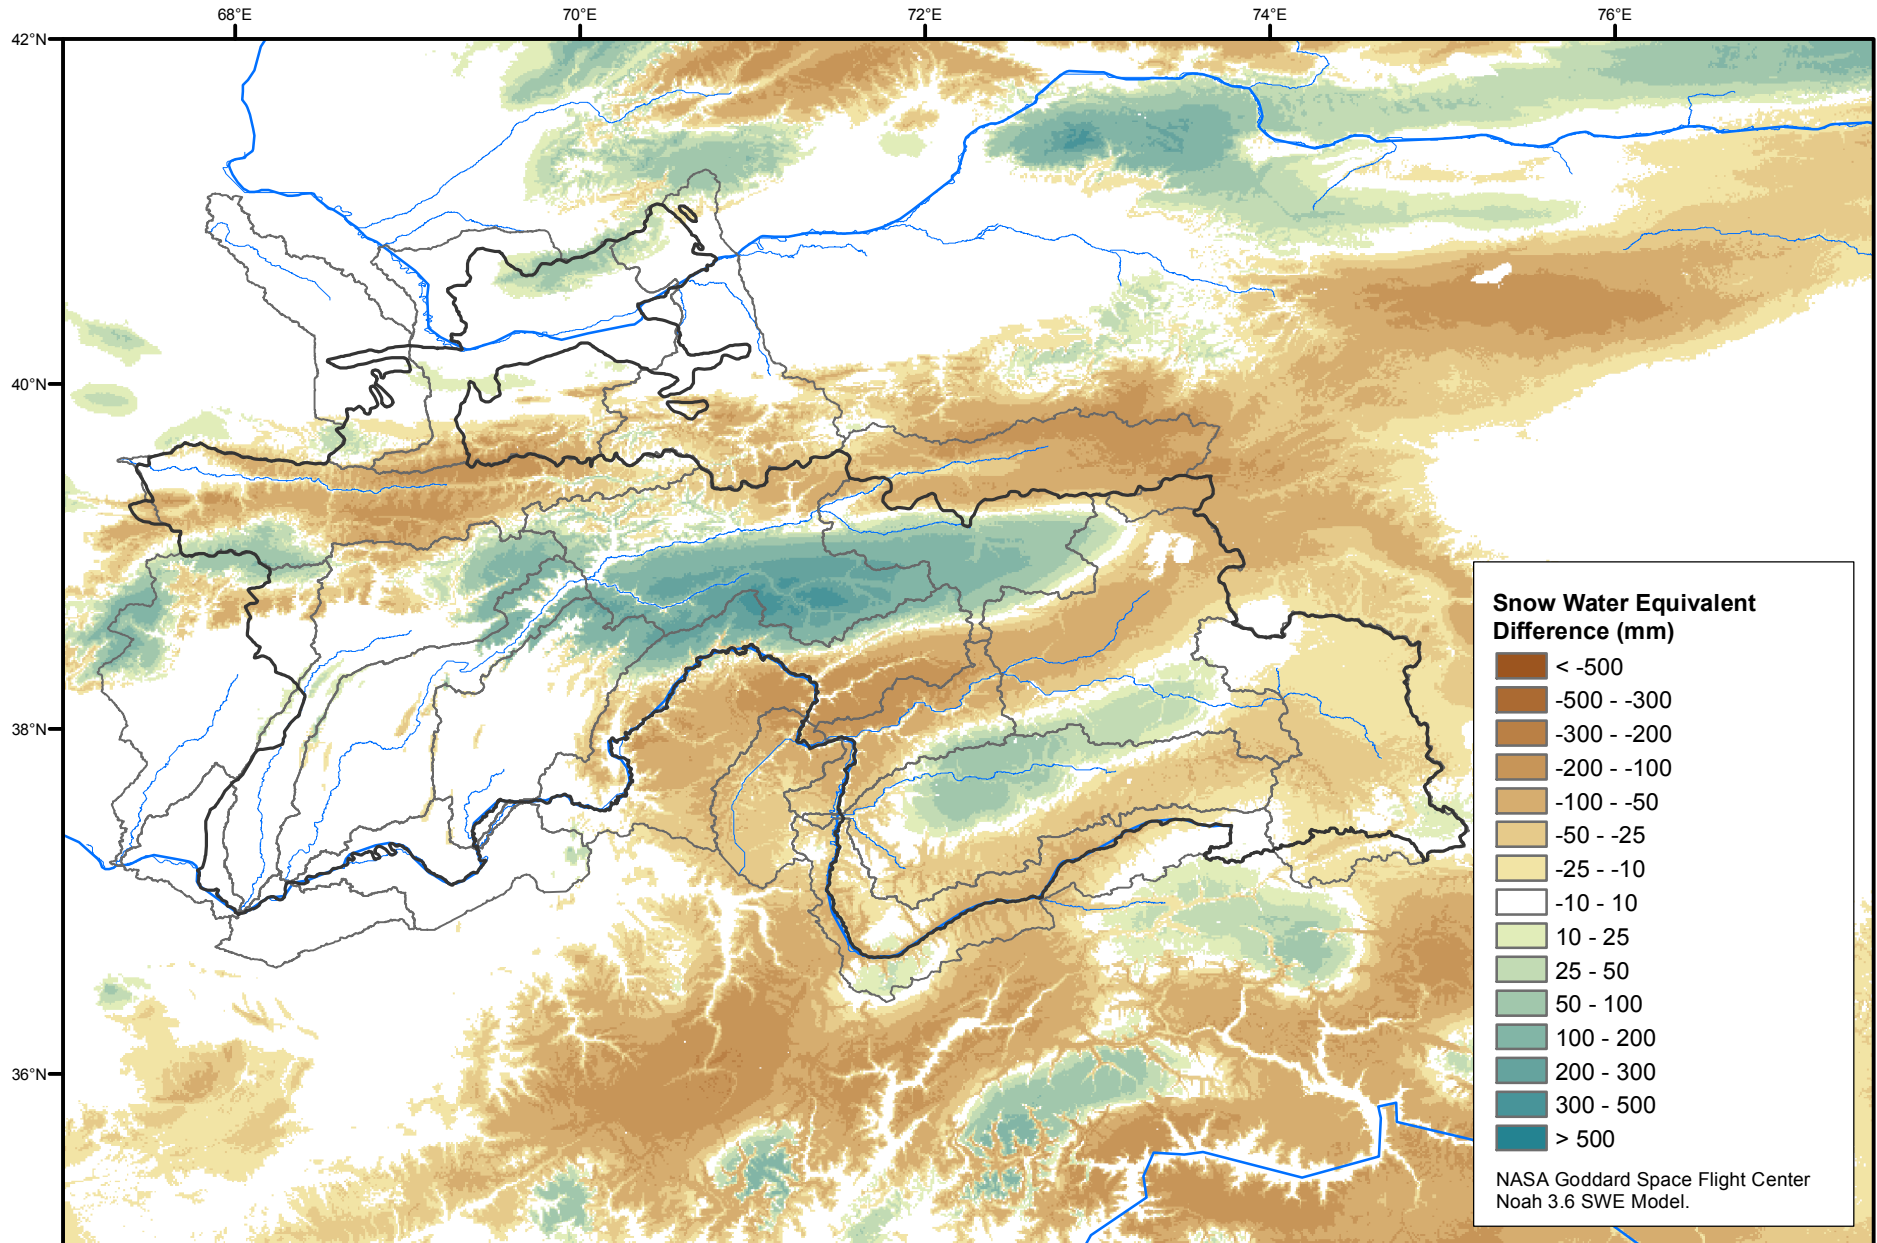 68°E
70°E
72°E
74°E
76°E
42°N
40°N
38°N
36°N
Snow Water Equivalent
Difference (mm)
< -500
-500 - -300
-300 - -200
-200 - -100
-100 - -50
-50 - -25
-25 - -10
-10 - 10
10 - 25
25 - 50
50 - 100
100 - 200
200 - 300
300 - 500
> 500
NASA Goddard Space Flight Center
Noah 3.6 SWE Model.